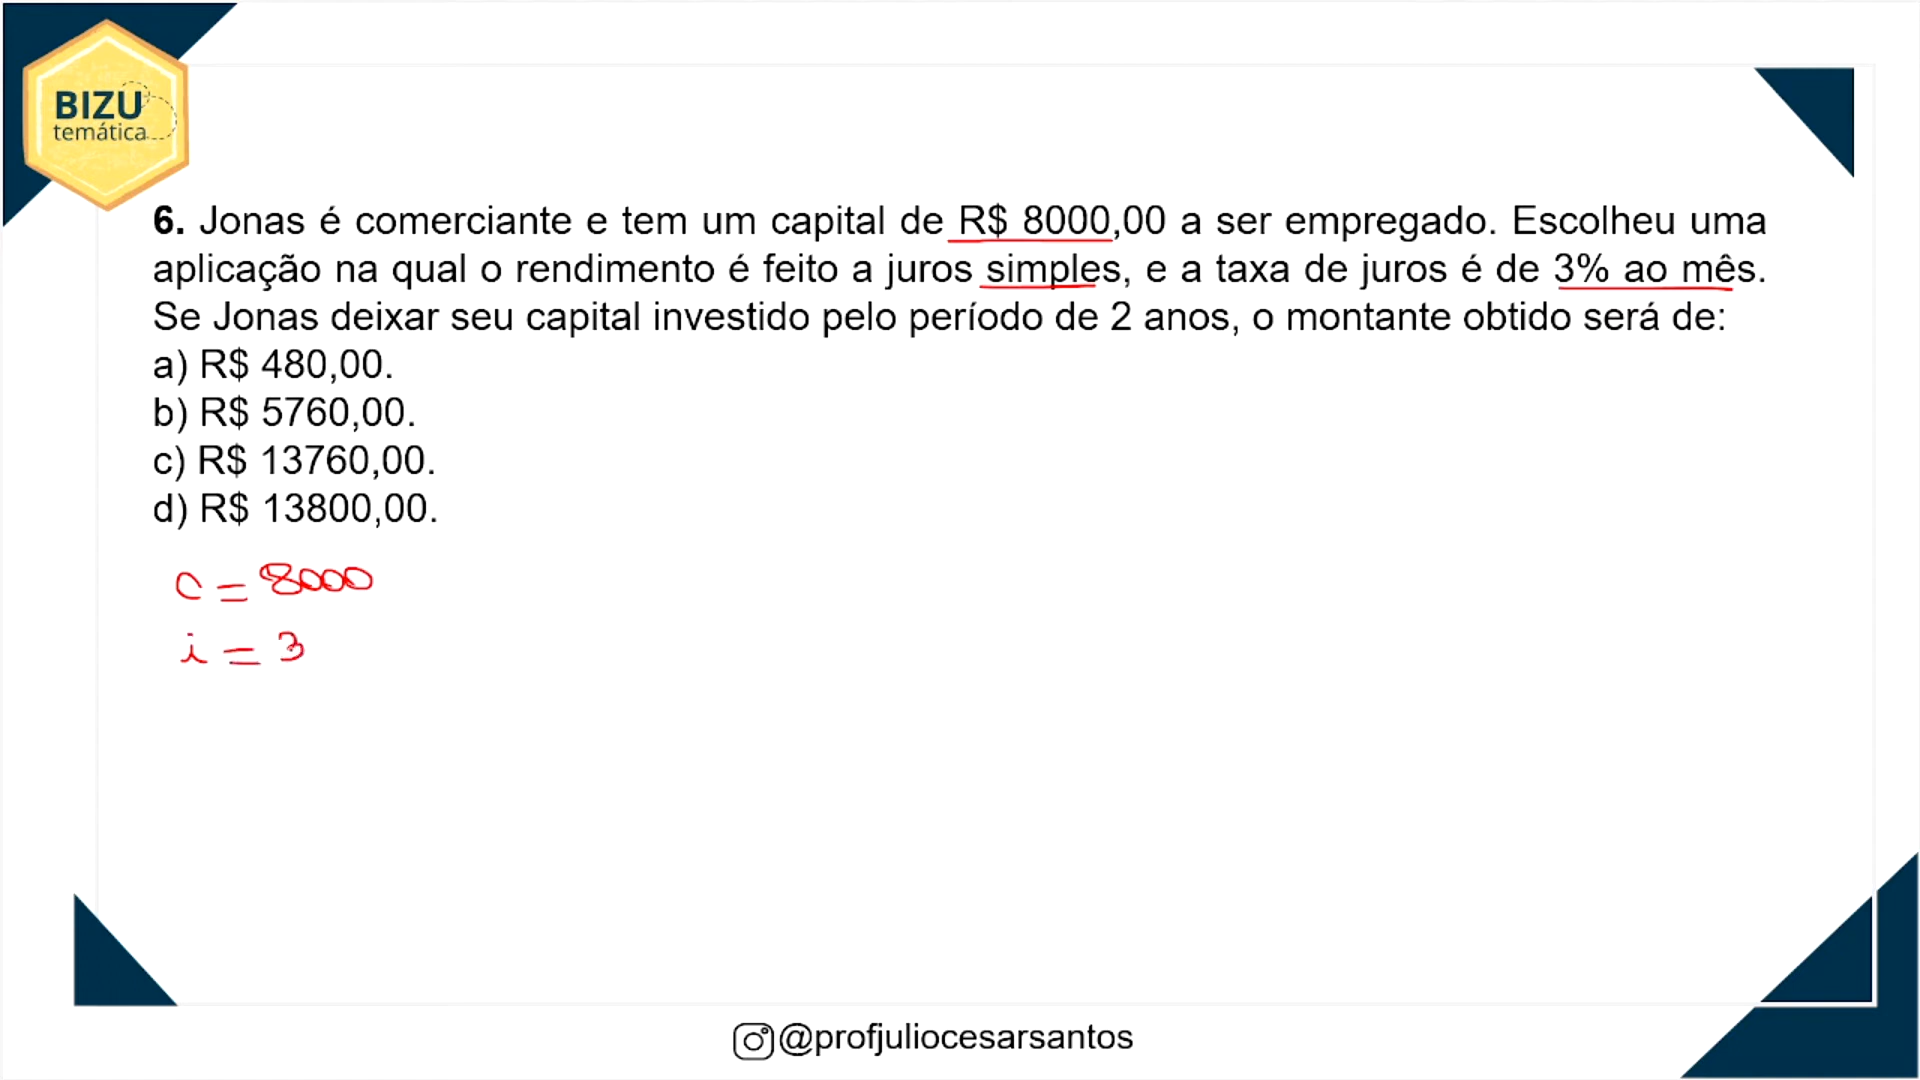 BIZU
temática
6. Jonas é comerciante e tem um capital de R$ 8000,00 a ser empregado. Escolheu uma
aplicação na qual o rendimento é feito a juros simples, e a taxa de juros é de 3% ao mês.
Se Jonas deixar seu capital investido pelo período de 2 anos, o montante obtido será de:
a) R$ 480,00.
b) R$ 5760,00.
c) R$ 13760,00.
d) R$ 13800,00.
C = 8000
i = 3
@profjuliocesarsantos